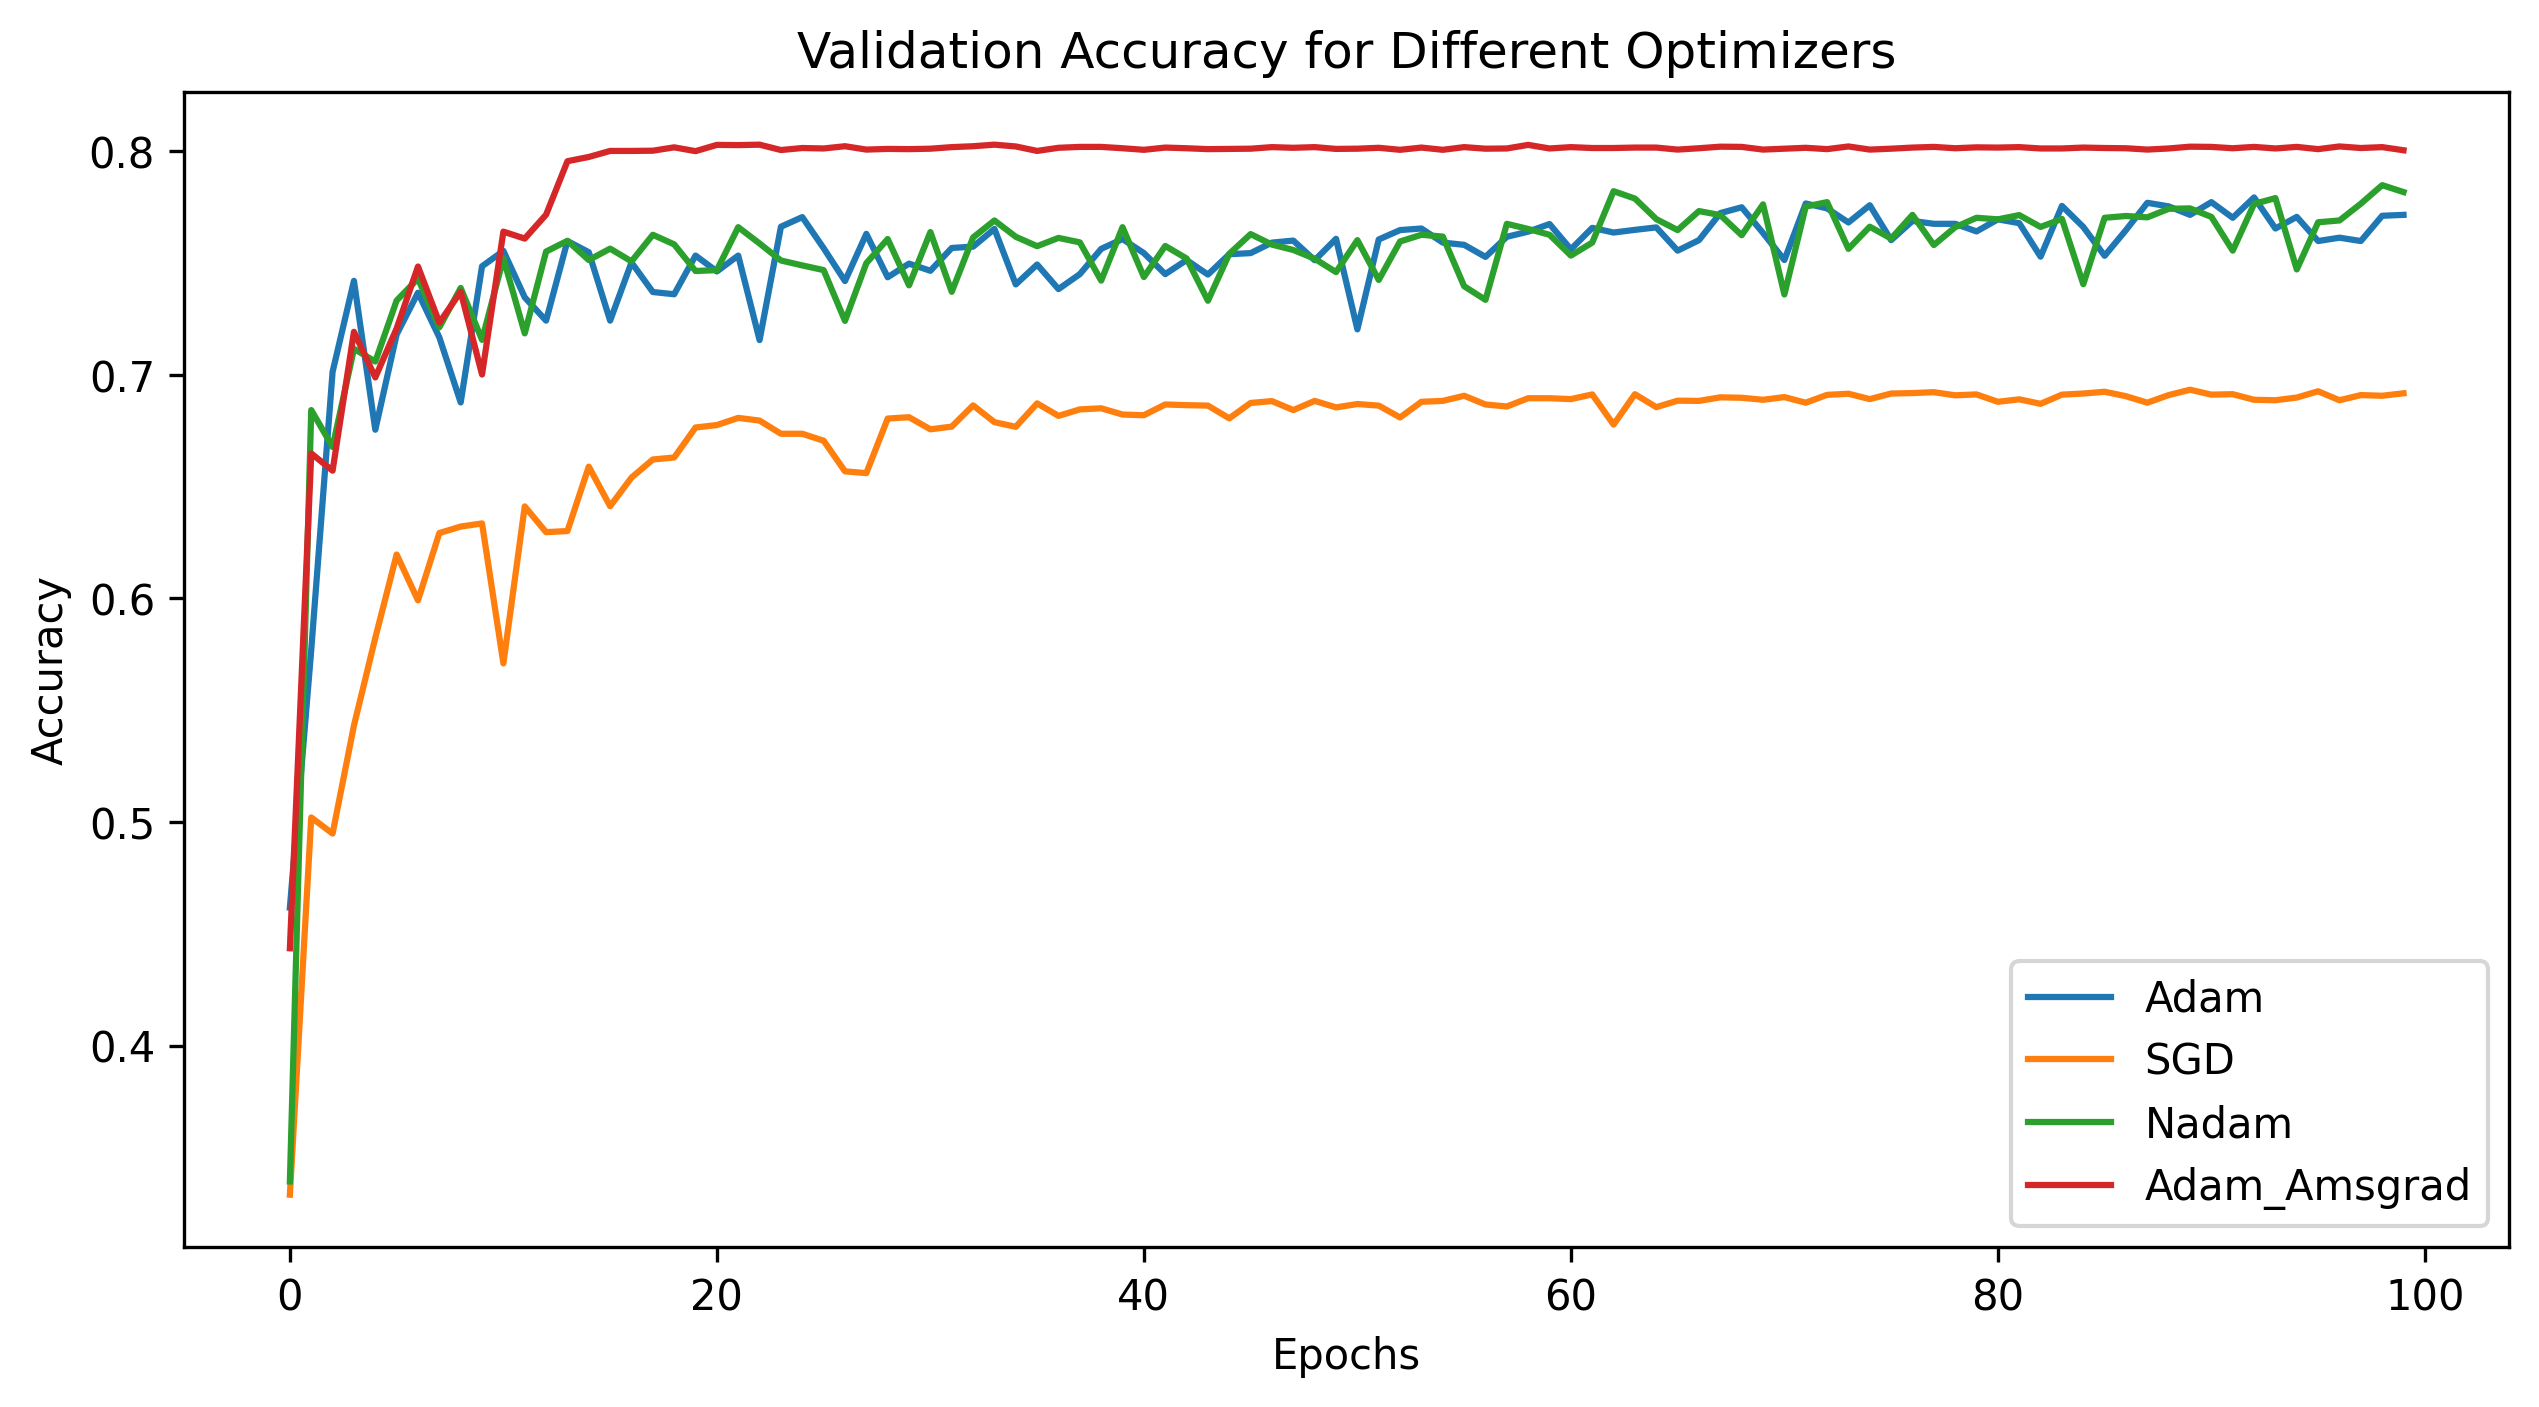 Validation Accuracy for Different Optimizers
Accuracy
0.8
0.7
0.6
0.5
0.4
0 20 40 60 80 100
Epochs
Adam
SGD
Nadam
Adam_Amsgrad